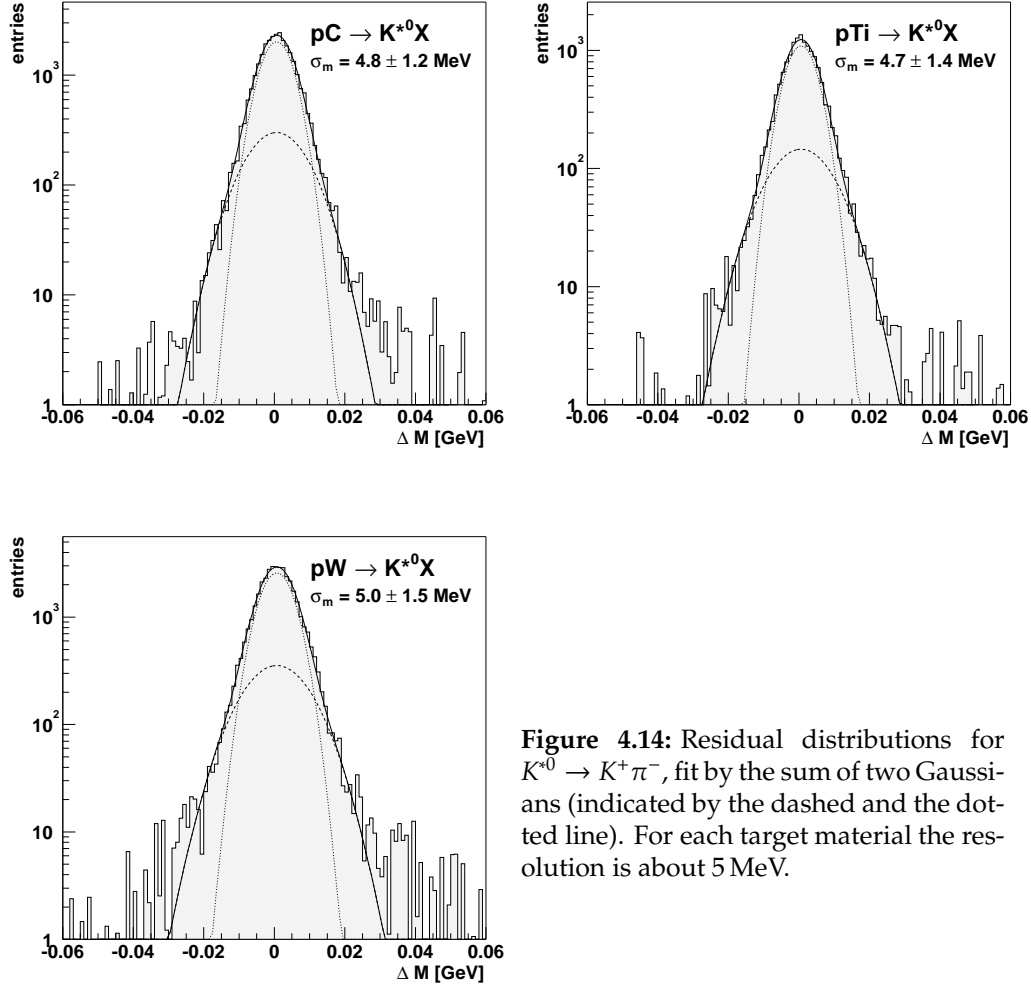 entries
pC → K*⁰X
σₘ = 4.8 ± 1.2 MeV
10³
10²
10
1
-0.06 -0.04 -0.02 0 0.02 0.04 0.06
Δ M [GeV]
entries
pTi → K*⁰X
σₘ = 4.7 ± 1.4 MeV
10³
10²
10
1
-0.06 -0.04 -0.02 0 0.02 0.04 0.06
Δ M [GeV]
entries
pW → K*⁰X
σₘ = 5.0 ± 1.5 MeV
10³
10²
10
1
-0.06 -0.04 -0.02 0 0.02 0.04 0.06
Δ M [GeV]
Figure 4.14: Residual distributions for
K*⁰ → K⁺π⁻, fit by the sum of two Gaussi-
ans (indicated by the dashed and the dot-
ted line). For each target material the res-
olution is about 5 MeV.